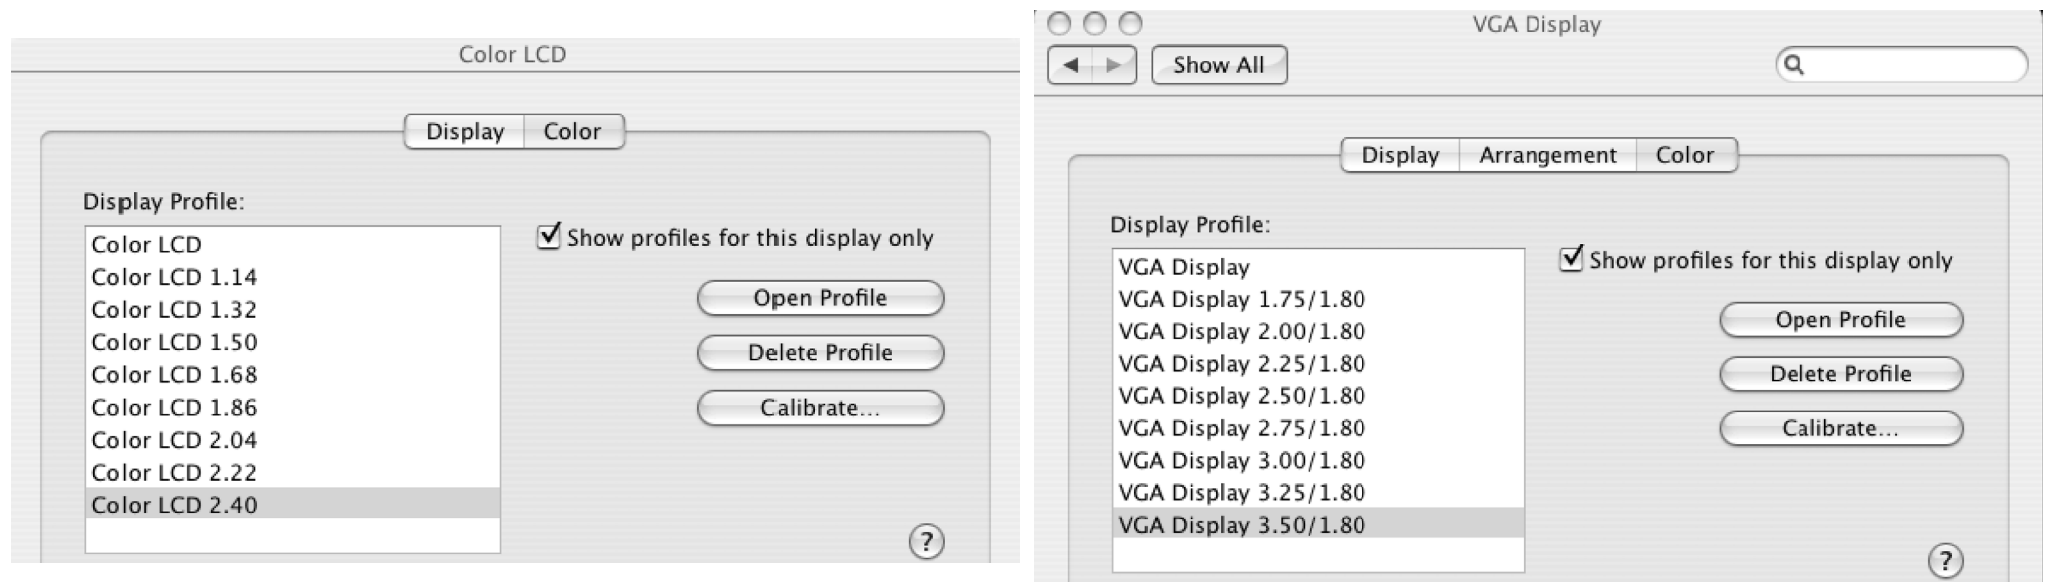 Color LCD
Display Color
Display Profile:
Color LCD
Color LCD 1.14
Color LCD 1.32
Color LCD 1.50
Color LCD 1.68
Color LCD 1.86
Color LCD 2.04
Color LCD 2.22
Color LCD 2.40
Show profiles for this display only
Open Profile
Delete Profile
Calibrate...
?
VGA Display
Show All
Display Arrangement Color
Display Profile:
VGA Display
VGA Display 1.75/1.80
VGA Display 2.00/1.80
VGA Display 2.25/1.80
VGA Display 2.50/1.80
VGA Display 2.75/1.80
VGA Display 3.00/1.80
VGA Display 3.25/1.80
VGA Display 3.50/1.80
Show profiles for this display only
Open Profile
Delete Profile
Calibrate...
?